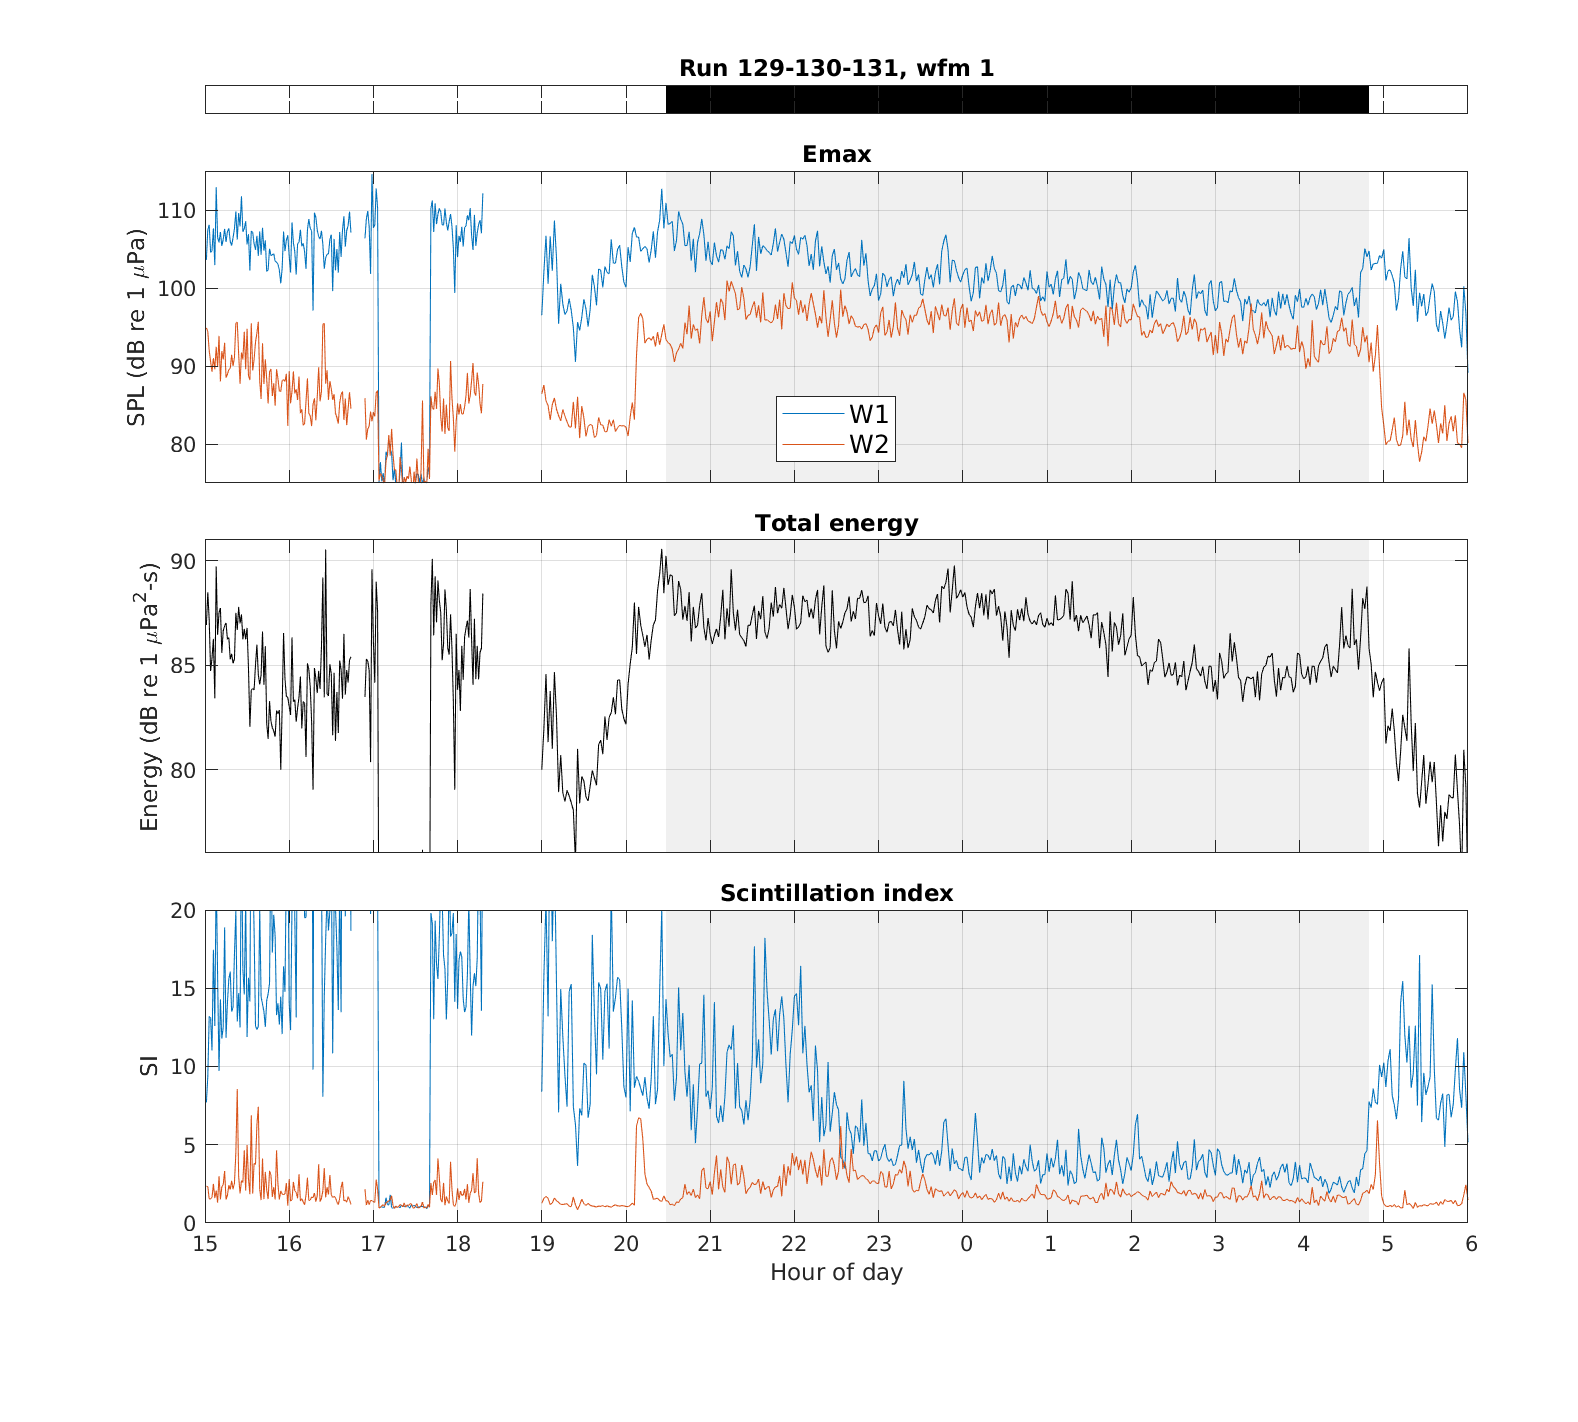 Run 129-130-131, wfm 1
Emax
SPL (dB re 1 μPa)
110
100
90
80
W1
W2
Total energy
Energy (dB re 1 μPa²-s)
90
85
80
Scintillation index
SI
20
15
10
5
0
15 16 17 18 19 20 21 22 23 0 1 2 3 4 5 6
Hour of day